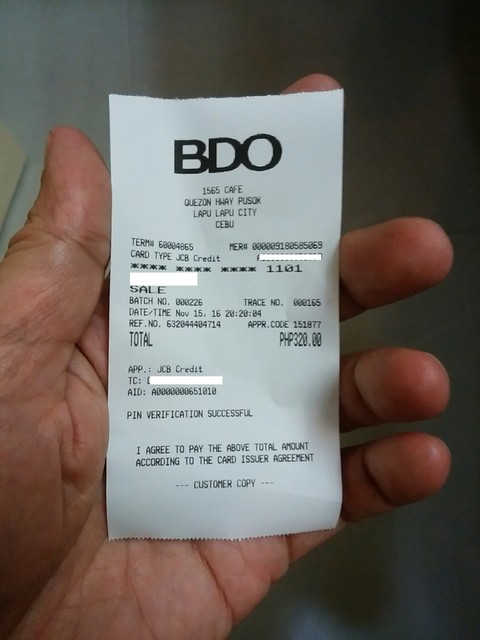 BDO
1565 CAFE
QUEZON HWAY PUSOK
LAPU LAPU CITY
CEBU
TERM# 60004865 MER# 000009180585069
CARD TYPE JCB Credit
**** **** **** 1101
SALE
BATCH NO. 000226 TRACE NO. 000165
DATE/TIME Nov 15, 16 20:20:04
REF.NO. 632044404714 APPR.CODE 151877
TOTAL PHP320.00
APP.: JCB Credit
TC:
AID: A0000000651010
PIN VERIFICATION SUCCESSFUL
I AGREE TO PAY THE ABOVE TOTAL AMOUNT
ACCORDING TO THE CARD ISSUER AGREEMENT
--- CUSTOMER COPY ---